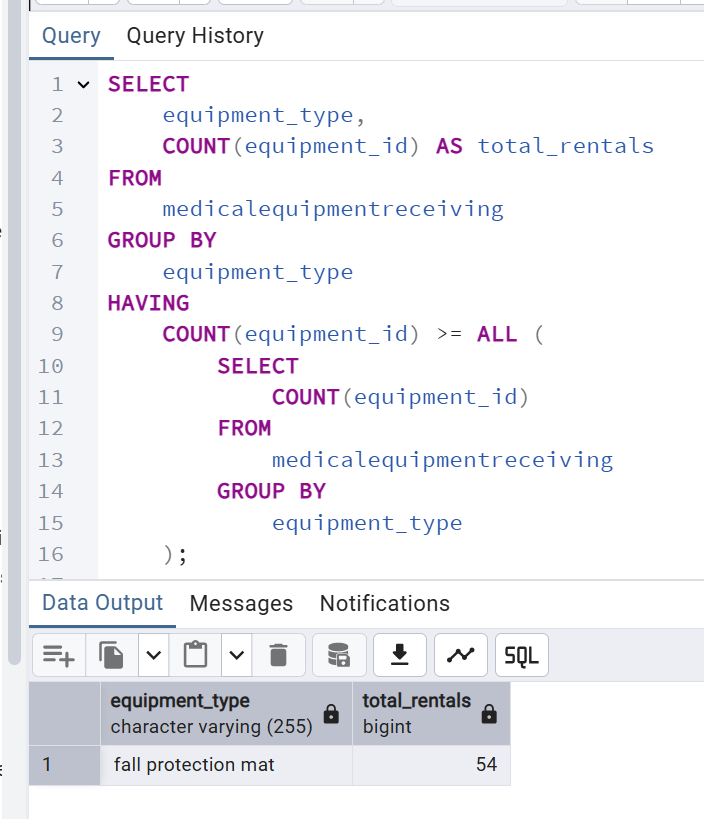 Query Query History
1 SELECT
2 equipment_type,
3 COUNT(equipment_id) AS total_rentals
4 FROM
5 medicalequipmentreceiving
6 GROUP BY
7 equipment_type
8 HAVING
9 COUNT(equipment_id) >= ALL (
10 SELECT
11 COUNT(equipment_id)
12 FROM
13 medicalequipmentreceiving
14 GROUP BY
15 equipment_type
16 );
Data Output Messages Notifications
SQL
equipment_type total_rentals
character varying (255) bigint
1 fall protection mat 54